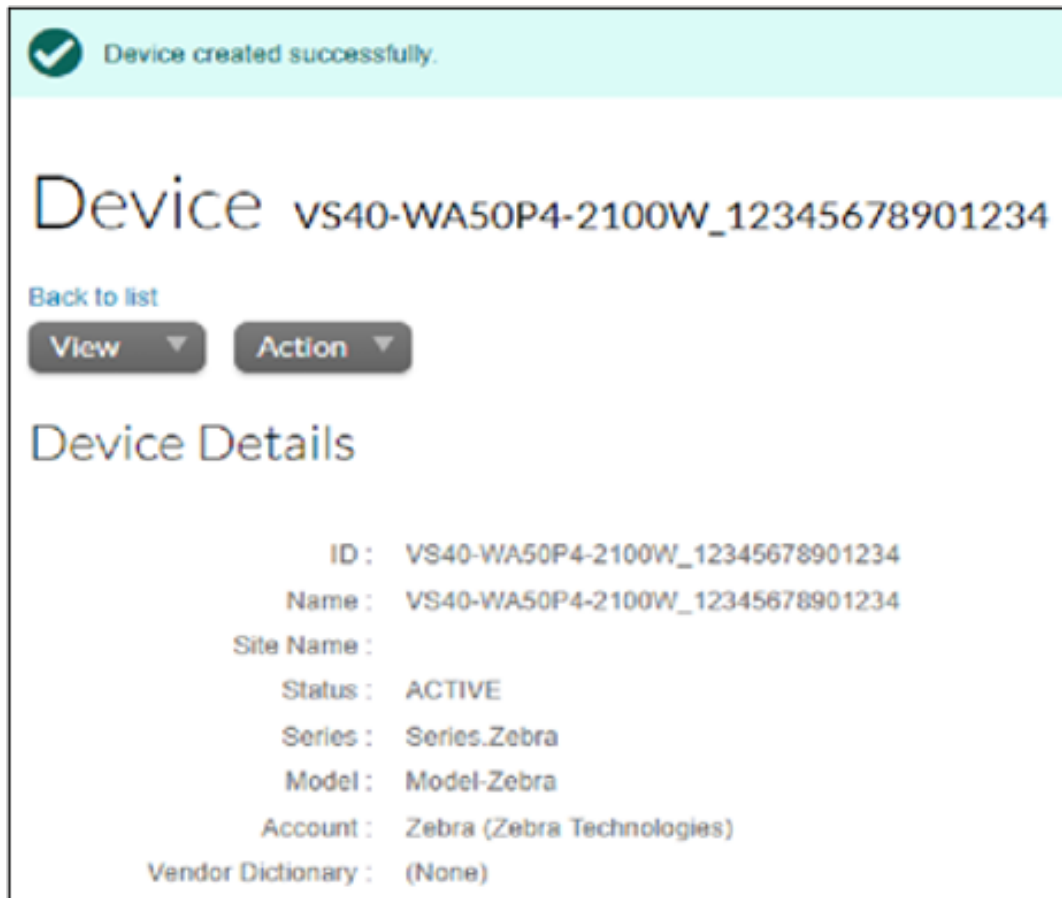 Device created successfully.
Device VS40-WA50P4-2100W_12345678901234
Back to list
View Action
Device Details
ID : VS40-WA50P4-2100W_12345678901234
Name : VS40-WA50P4-2100W_12345678901234
Site Name :
Status : ACTIVE
Series : Series.Zebra
Model : Model-Zebra
Account : Zebra (Zebra Technologies)
Vendor Dictionary : (None)